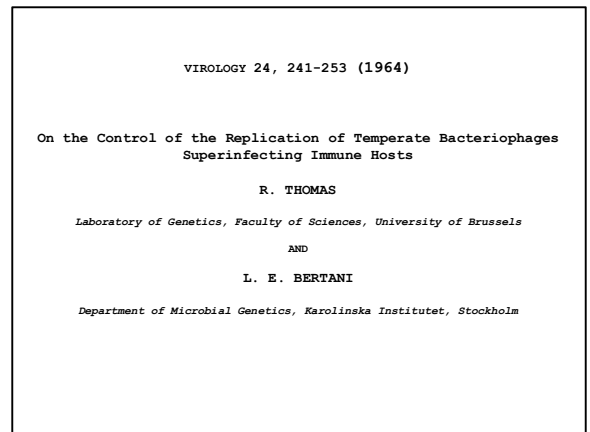 VIROLOGY 24, 241-253 (1964)
On the Control of the Replication of Temperate Bacteriophages
Superinfecting Immune Hosts
R. THOMAS
Laboratory of Genetics, Faculty of Sciences, University of Brussels
AND
L. E. BERTANI
Department of Microbial Genetics, Karolinska Institutet, Stockholm